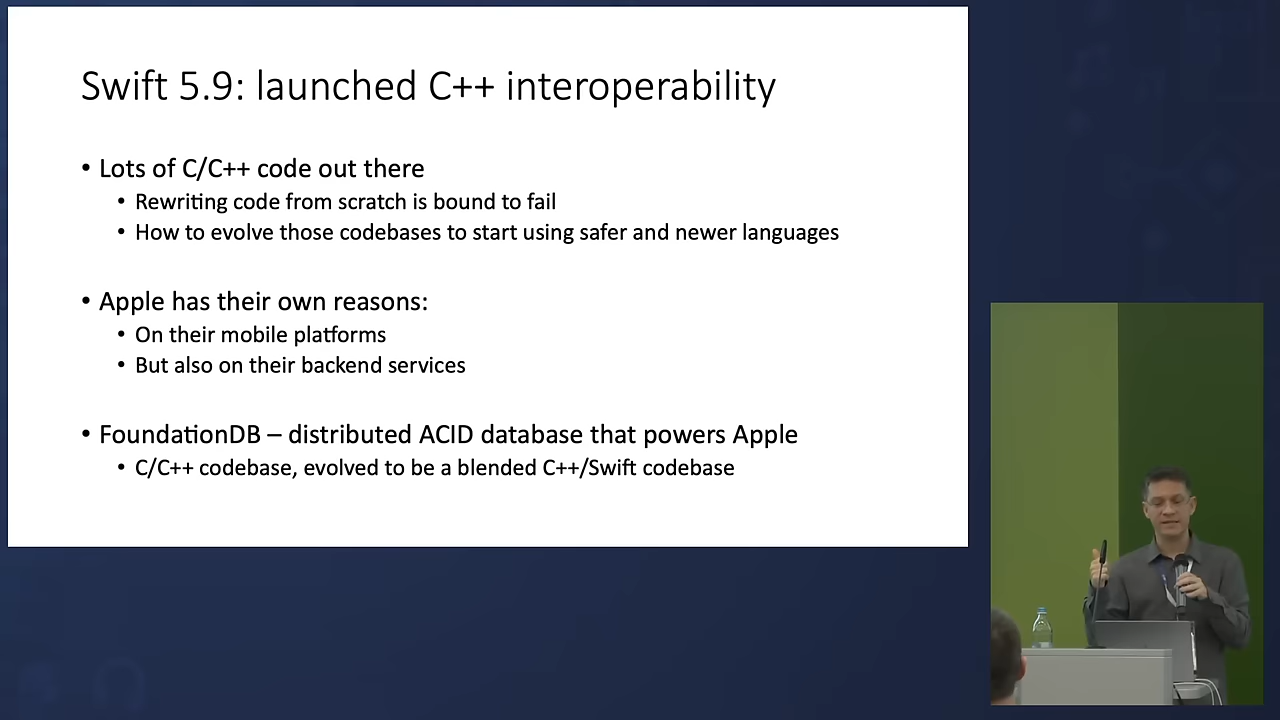 Swift 5.9: launched C++ interoperability
• Lots of C/C++ code out there
• Rewriting code from scratch is bound to fail
• How to evolve those codebases to start using safer and newer languages
• Apple has their own reasons:
• On their mobile platforms
• But also on their backend services
• FoundationDB – distributed ACID database that powers Apple
• C/C++ codebase, evolved to be a blended C++/Swift codebase